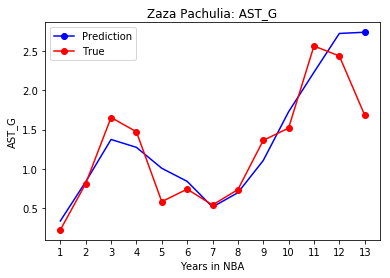 Zaza Pachulia: AST_G
Prediction
True
AST_G
2.5
2.0
1.5
1.0
0.5
1 2 3 4 5 6 7 8 9 10 11 12 13
Years in NBA